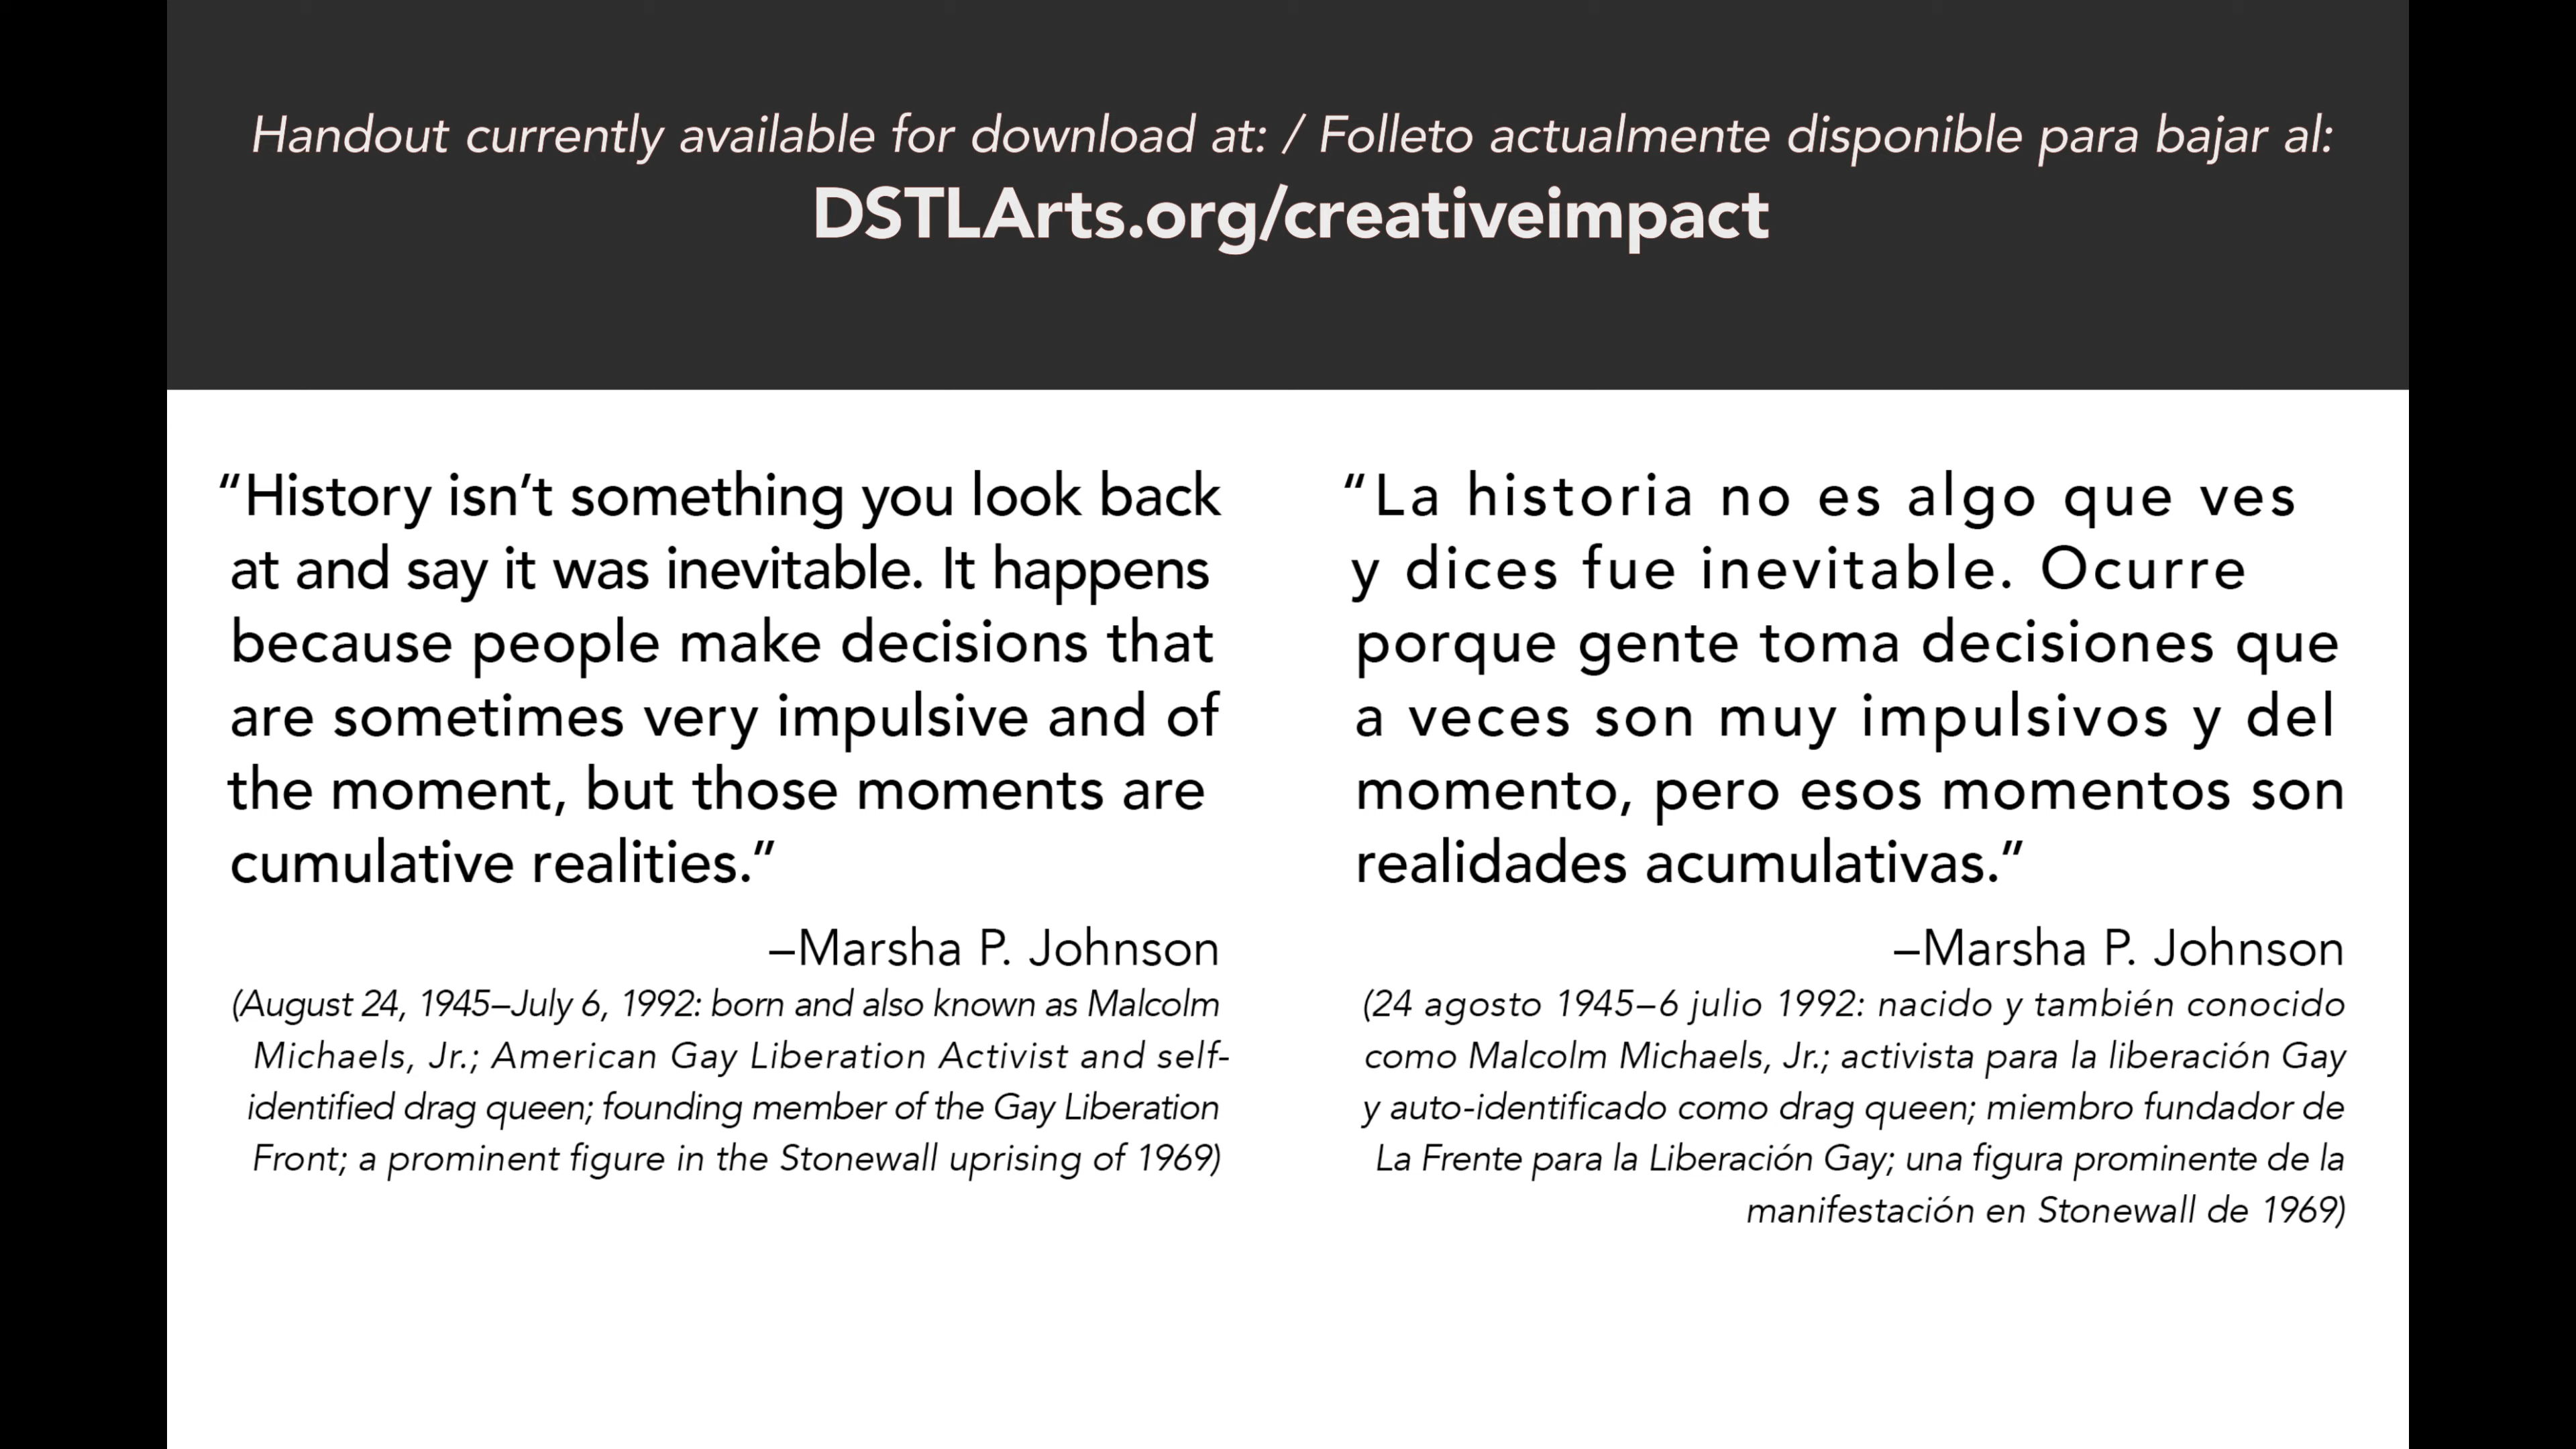 Handout currently available for download at: / Folleto actualmente disponible para bajar al:
DSTLArts.org/creativeimpact
“History isn’t something you look back
at and say it was inevitable. It happens
because people make decisions that
are sometimes very impulsive and of
the moment, but those moments are
cumulative realities.”
–Marsha P. Johnson
(August 24, 1945–July 6, 1992: born and also known as Malcolm
Michaels, Jr.; American Gay Liberation Activist and self-
identified drag queen; founding member of the Gay Liberation
Front; a prominent figure in the Stonewall uprising of 1969)
“La historia no es algo que ves
y dices fue inevitable. Ocurre
porque gente toma decisiones que
a veces son muy impulsivos y del
momento, pero esos momentos son
realidades acumulativas.”
–Marsha P. Johnson
(24 agosto 1945–6 julio 1992: nacido y también conocido
como Malcolm Michaels, Jr.; activista para la liberación Gay
y auto-identificado como drag queen; miembro fundador de
La Frente para la Liberación Gay; una figura prominente de la
manifestación en Stonewall de 1969)